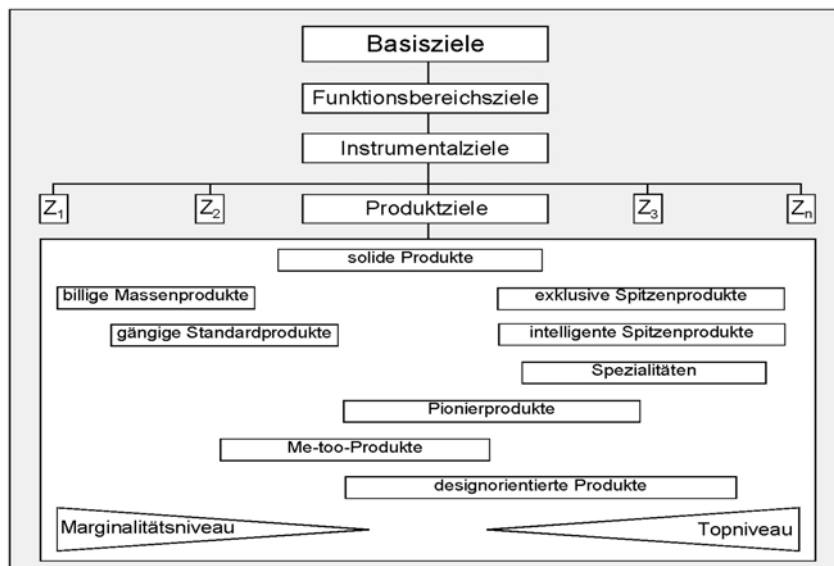 Basisziele
Funktionsbereichsziele
Instrumentalziele
Z1
Z2
Produktziele
Z3
Zn
solide Produkte
billige Massenprodukte
exklusive Spitzenprodukte
gängige Standardprodukte
intelligente Spitzenprodukte
Spezialitäten
Pionierprodukte
Me-too-Produkte
designorientierte Produkte
Marginalitätsniveau
Topniveau